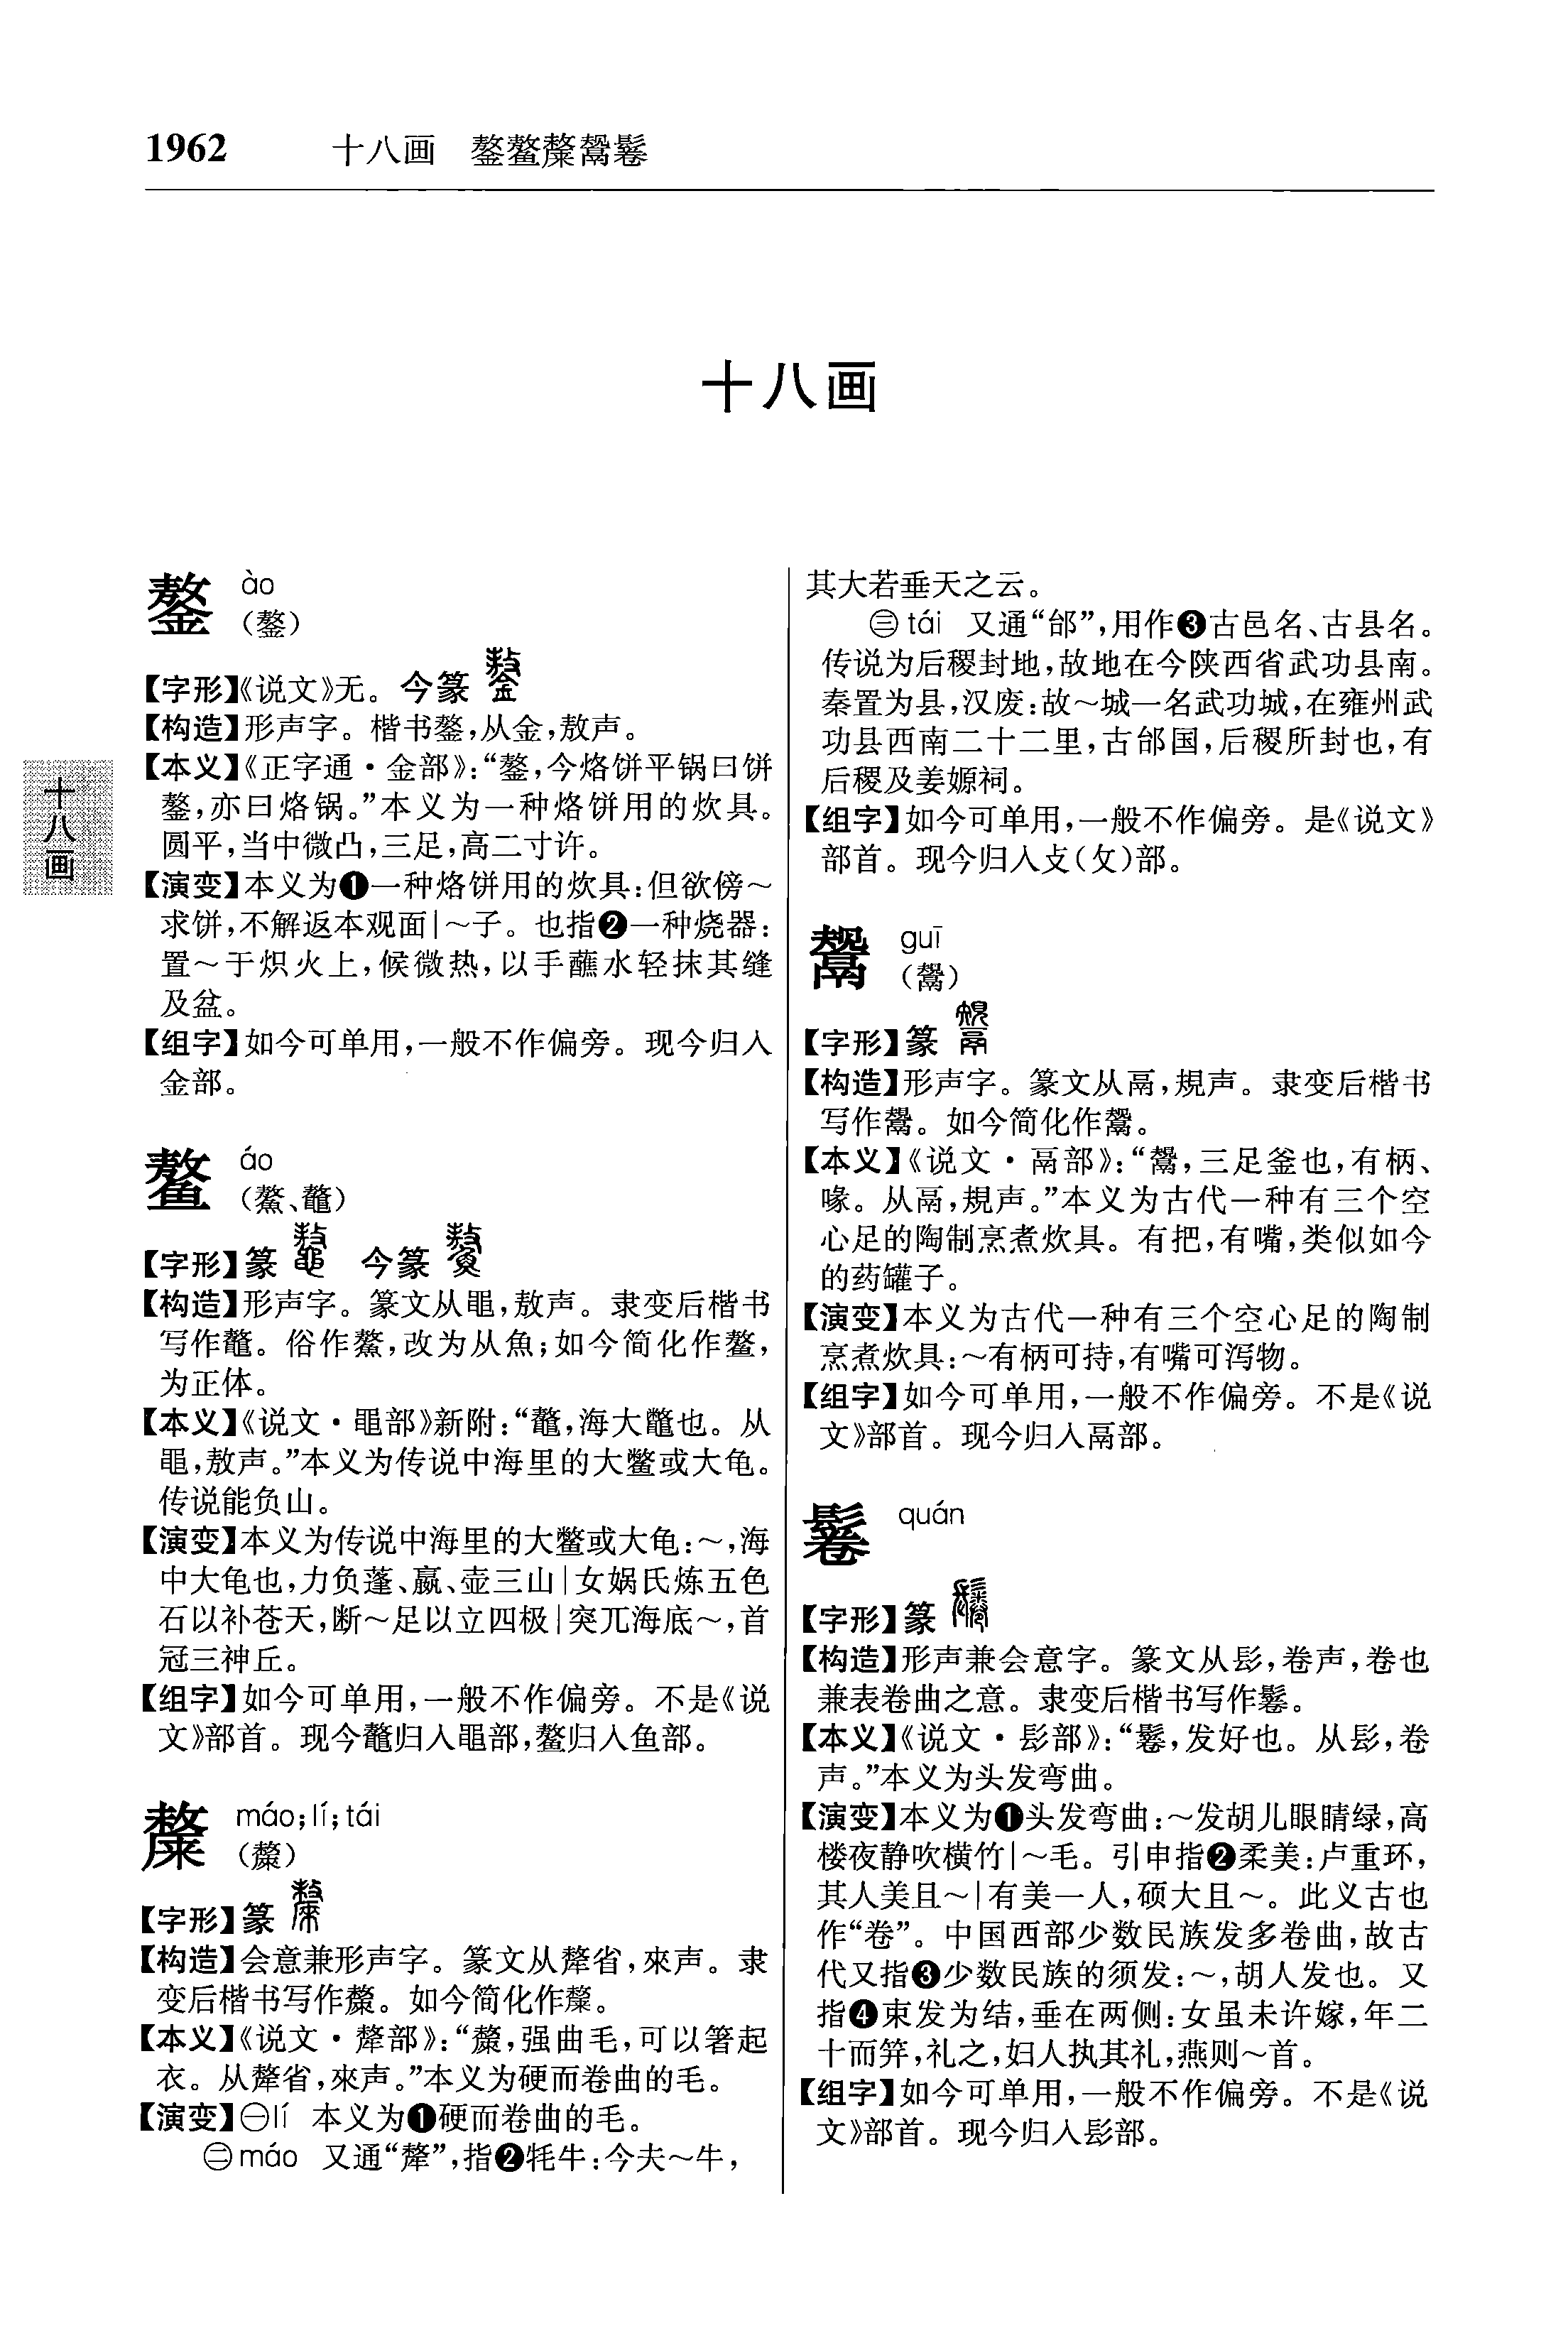 1962 十八画 鏊鳌氂鬶鬈
十八画
十八画
鏊 ào
（鏊）
【字形】《说文》无。今篆
【构造】形声字。楷书鏊，从金，敖声。
【本义】《正字通·金部》：“鏊，今烙饼平锅曰饼
鏊，亦曰烙锅。”本义为一种烙饼用的炊具。
圆平，当中微凸，三足，高二寸许。
【演变】本义为❶一种烙饼用的炊具：但欲傍～
求饼，不解返本观面|～子。也指❷一种烧器：
置～于炽火上，候微热，以手蘸水轻抹其缝
及盆。
【组字】如今可单用，一般不作偏旁。现今归入
金部。
鳌 áo
（鰲、鼇）
【字形】篆 今篆
【构造】形声字。篆文从黽，敖声。隶变后楷书
写作鼇。俗作鰲，改为从魚；如今简化作鳌，
为正体。
【本义】《说文·黽部》新附：“鼇，海大鼈也。从
黽，敖声。”本义为传说中海里的大鳖或大龟。
传说能负山。
【演变】本义为传说中海里的大鳖或大龟：～，海
中大龟也，力负蓬、嬴、壶三山|女娲氏炼五色
石以补苍天，断～足以立四极|突兀海底～，首
冠三神丘。
【组字】如今可单用，一般不作偏旁。不是《说
文》部首。现今鼇归入黽部，鳌归入鱼部。
máo；lí；tái
（斄）
【字形】篆
【构造】会意兼形声字。篆文从犛省，來声。隶
变后楷书写作斄。如今简化作。
【本义】《说文·犛部》：“斄，强曲毛，可以箸起
衣。从犛省，來声。”本义为硬而卷曲的毛。
【演变】㊀lí 本义为❶硬而卷曲的毛。
㊁máo 又通“犛”，指❷牦牛：今夫～牛，
其大若垂天之云。
㊂tái 又通“邰”，用作❸古邑名、古县名。
传说为后稷封地，故地在今陕西省武功县南。
秦置为县，汉废：故～城一名武功城，在雍州武
功县西南二十二里，古邰国，后稷所封也，有
后稷及姜嫄祠。
【组字】如今可单用，一般不作偏旁。是《说文》
部首。现今归入攴（攵）部。
鬶 guī
（鬹）
【字形】篆
【构造】形声字。篆文从鬲，規声。隶变后楷书
写作鬹。如今简化作鬶。
【本义】《说文·鬲部》：“鬹，三足釜也，有柄、
喙。从鬲，規声。”本义为古代一种有三个空
心足的陶制烹煮炊具。有把，有嘴，类似如今
的药罐子。
【演变】本义为古代一种有三个空心足的陶制
烹煮炊具：～有柄可持，有嘴可泻物。
【组字】如今可单用，一般不作偏旁。不是《说
文》部首。现今归入鬲部。
鬈 quán
【字形】篆
【构造】形声兼会意字。篆文从髟，卷声，卷也
兼表卷曲之意。隶变后楷书写作鬈。
【本义】《说文·髟部》：“鬈，发好也。从髟，卷
声。”本义为头发弯曲。
【演变】本义为❶头发弯曲：～发胡儿眼睛绿，高
楼夜静吹横竹|～毛。引申指❷柔美：卢重环，
其人美且～|有美一人，硕大且～。此义古也
作“卷”。中国西部少数民族发多卷曲，故古
代又指❸少数民族的须发：～，胡人发也。又
指❹束发为结，垂在两侧：女虽未许嫁，年二
十而笄，礼之，妇人执其礼，燕则～首。
【组字】如今可单用，一般不作偏旁。不是《说
文》部首。现今归入髟部。